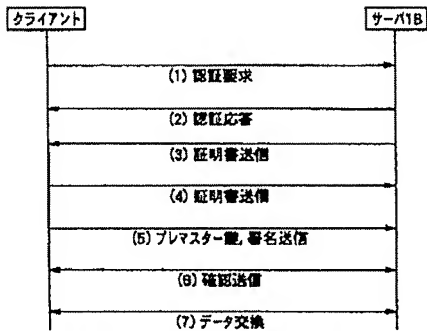 クライアント
サーバ1B
(1) 認証要求
(2) 認証応答
(3) 証明書送信
(4) 証明書送信
(5) プレマスター鍵, 署名送信
(6) 確認送信
(7) データ交換